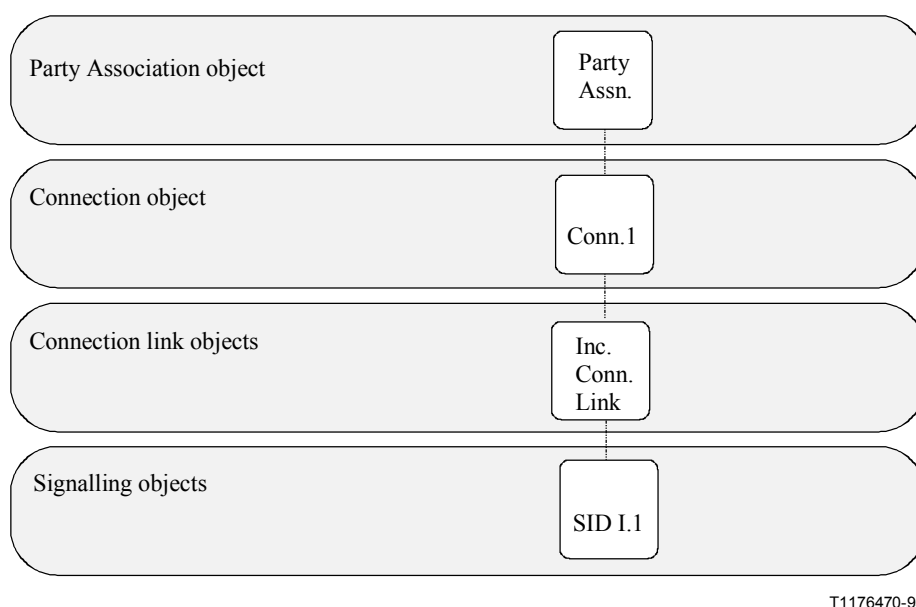 Party Association object
Party
Assn.
Connection object
Conn.1
Connection link objects
Inc.
Conn.
Link
Signalling objects
SID I.1
T1176470-9